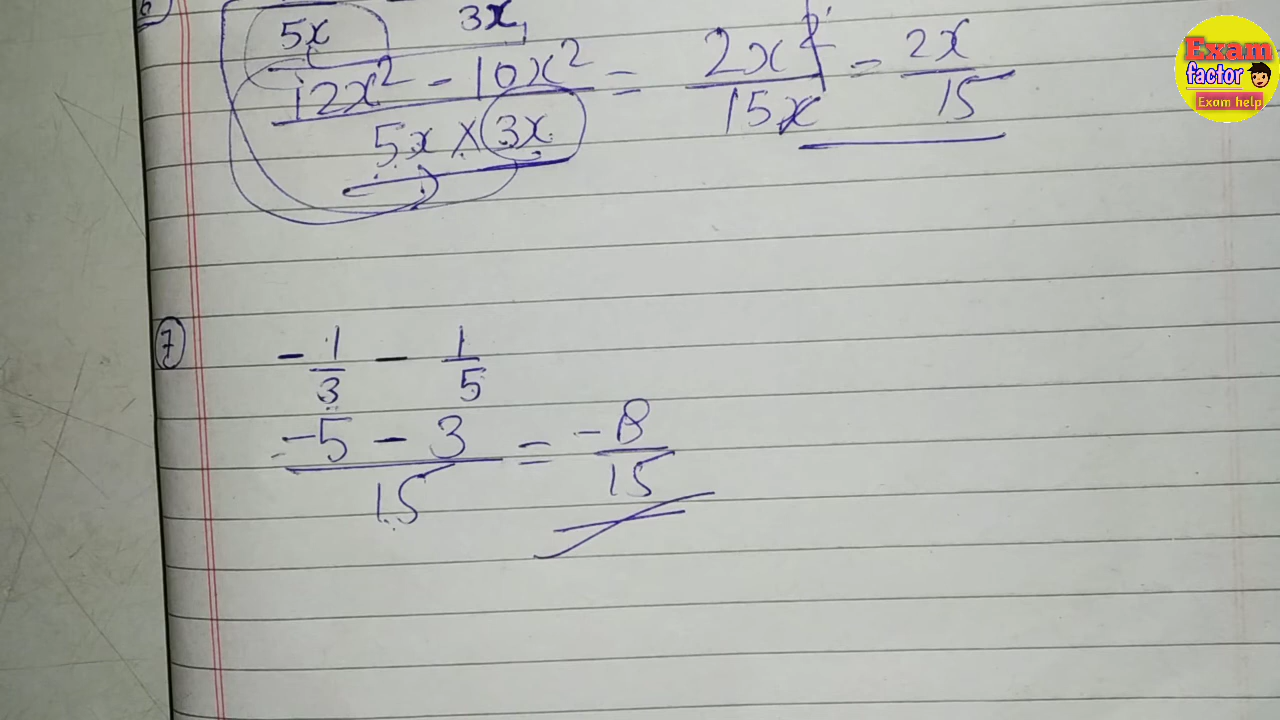 6
5x 3x
12x² - 10x² = 2x² = 2x
5x × 3x 15x 15
7
- 1/3 - 1/5
-5 - 3 = -8
15 15
Exam
factor
Exam help